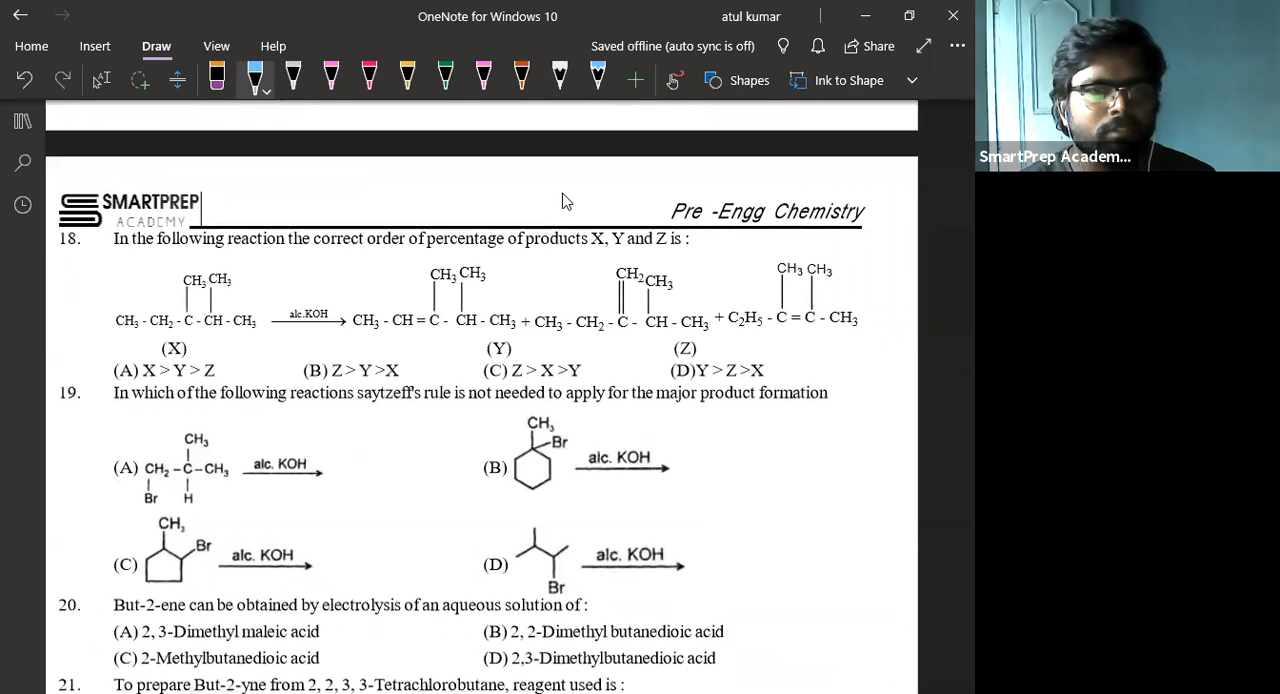 OneNote for Windows 10
atul kumar
Home Insert Draw View Help
Saved offline (auto sync is off)
Share
Shapes
Ink to Shape
SmartPrep Academ...
SMARTPREP
ACADEMY
Pre -Engg Chemistry
18. In the following reaction the correct order of percentage of products X, Y and Z is :
CH₃ CH₃ CH₃ CH₃ CH₂ CH₃ CH₃ CH₃
CH₃ - CH₂ - C - CH - CH₃ alc.KOH CH₃ - CH = C - CH - CH₃ + CH₃ - CH₂ - C - CH - CH₃ + C₂H₅ - C = C - CH₃
(X) (Y) (Z)
(A) X > Y > Z (B) Z > Y >X (C) Z > X >Y (D)Y > Z >X
19. In which of the following reactions saytzeff's rule is not needed to apply for the major product formation
CH₃
(A) CH₂ – C – CH₃ alc. KOH
Br H
CH₃
Br
(B) alc. KOH
CH₃
Br
(C) alc. KOH
(D) alc. KOH
Br
20. But-2-ene can be obtained by electrolysis of an aqueous solution of :
(A) 2, 3-Dimethyl maleic acid (B) 2, 2-Dimethyl butanedioic acid
(C) 2-Methylbutanedioic acid (D) 2,3-Dimethylbutanedioic acid
21. To prepare But-2-yne from 2, 2, 3, 3-Tetrachlorobutane, reagent used is :